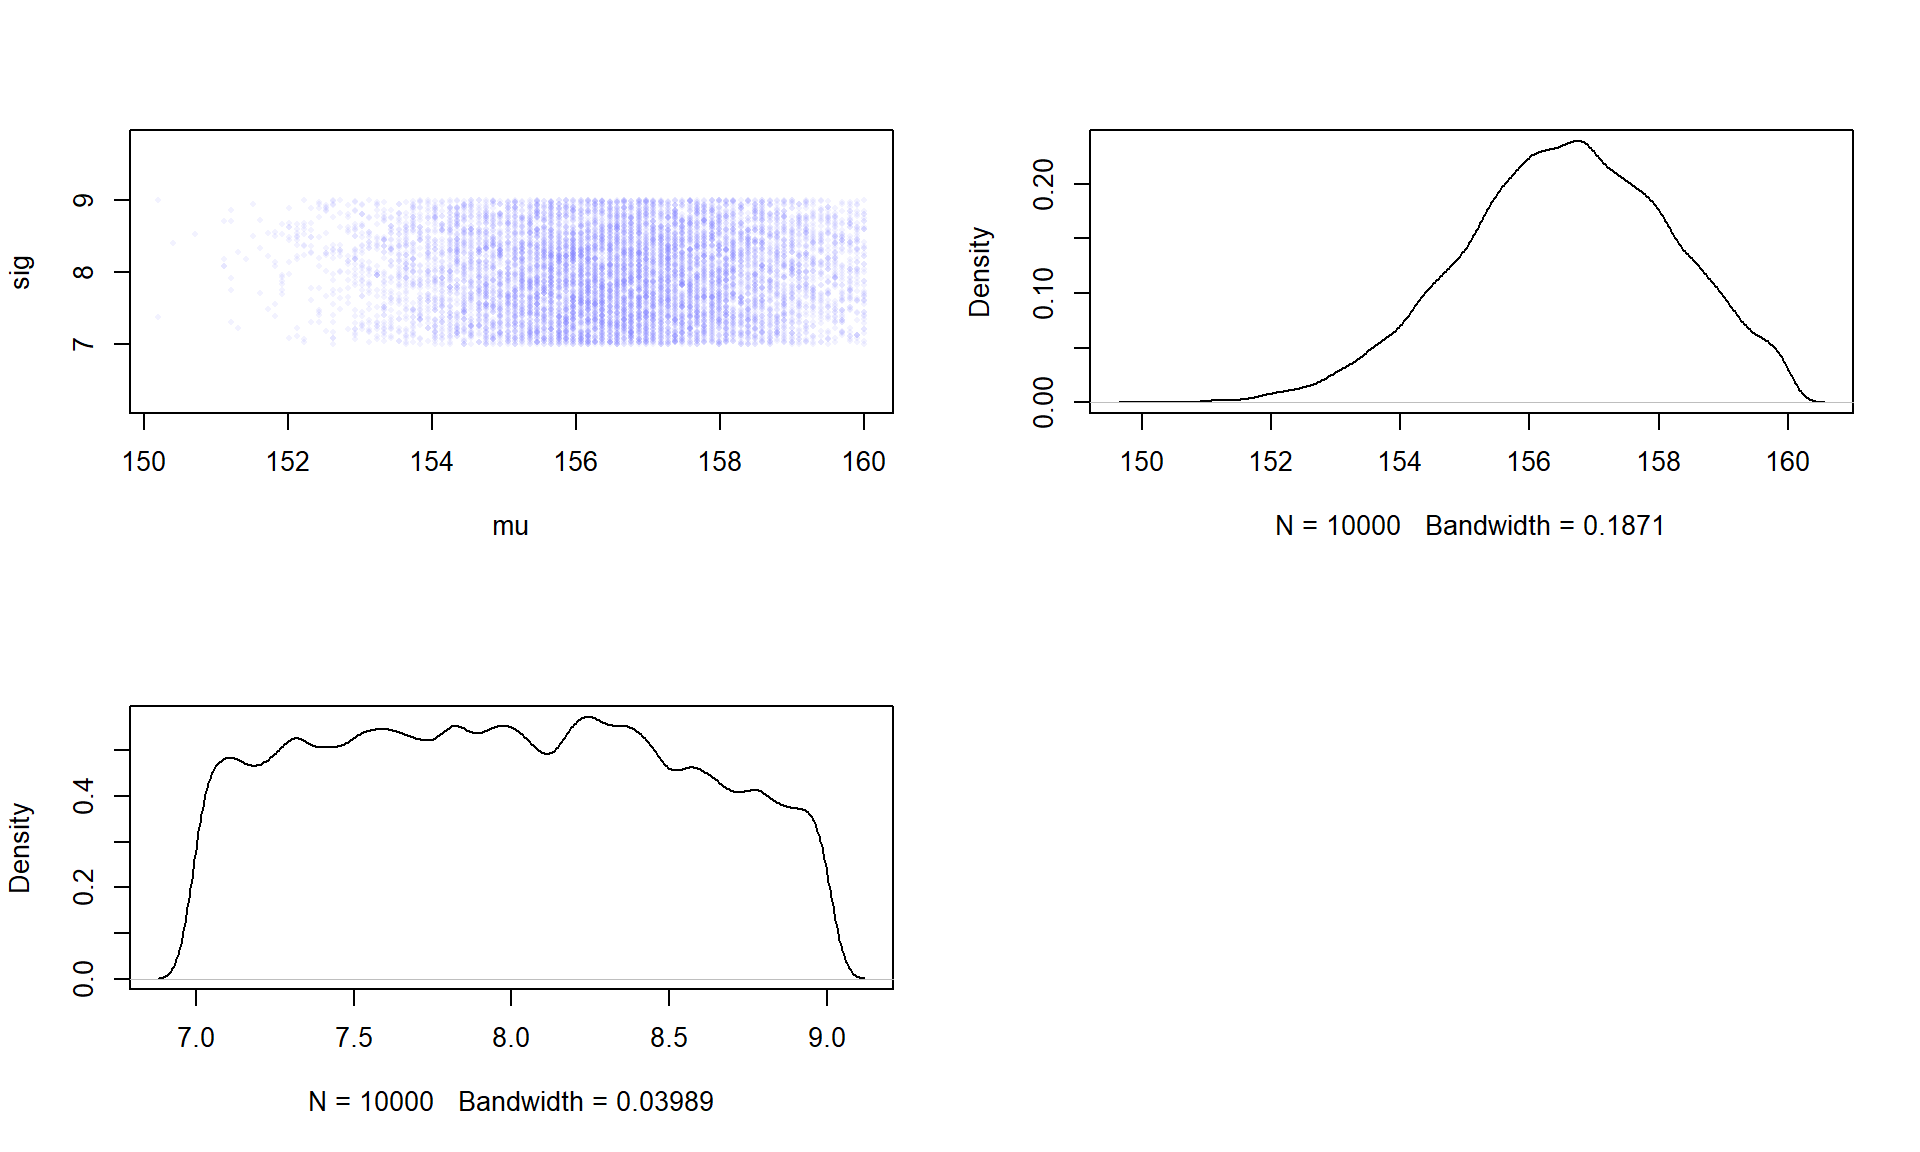 sig
9
8
7
150 152 154 156 158 160
mu
Density
0.20
0.10
0.00
150 152 154 156 158 160
N = 10000 Bandwidth = 0.1871
Density
0.4
0.2
0.0
7.0 7.5 8.0 8.5 9.0
N = 10000 Bandwidth = 0.03989